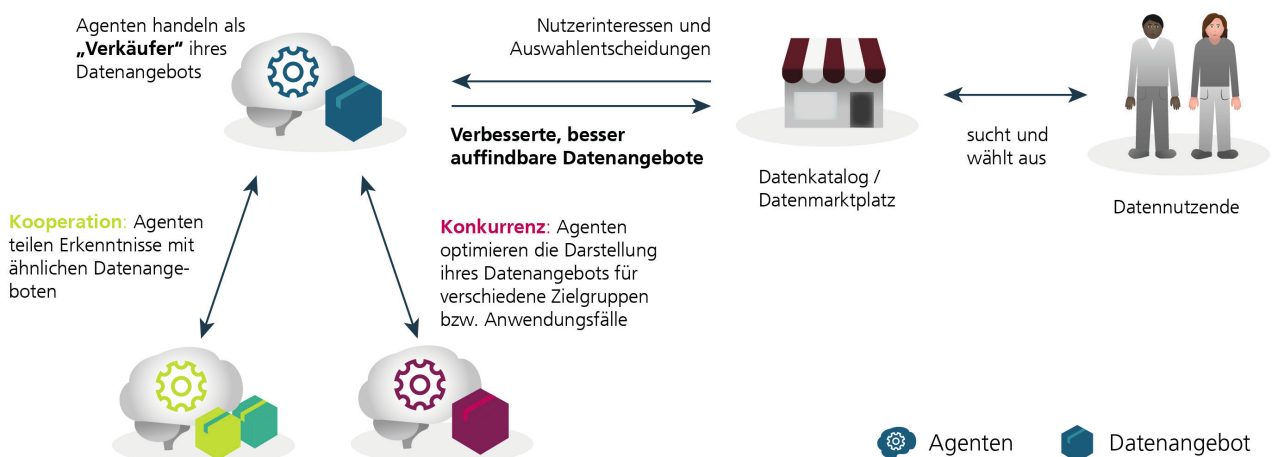 Agenten handeln als
„Verkäufer“ ihres
Datenangebots
Nutzerinteressen und
Auswahlentscheidungen
Verbesserte, besser
auffindbare Datenangebote
sucht und
wählt aus
Datenkatalog /
Datenmarktplatz
Datennutzende
Kooperation: Agenten
teilen Erkenntnisse mit
ähnlichen Datenange-
boten
Konkurrenz: Agenten
optimieren die Darstellung
ihres Datenangebots für
verschiedene Zielgruppen
bzw. Anwendungsfälle
Agenten
Datenangebot